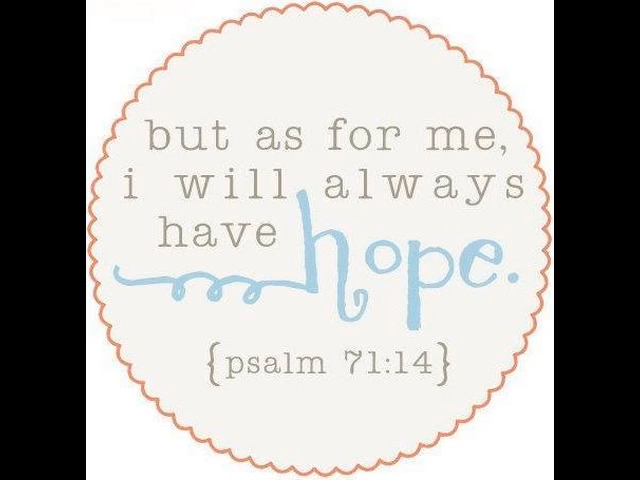 but as for me,
i will always
have hope.
{psalm 71:14}